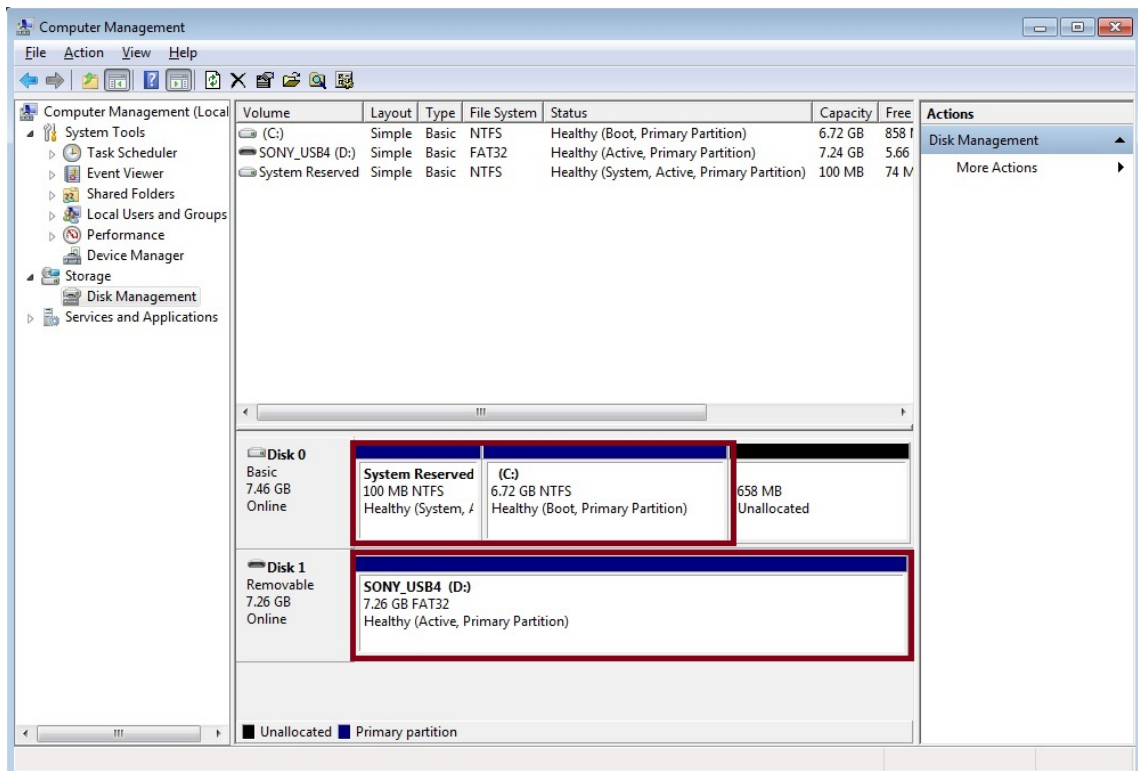 Computer Management
File Action View Help
Computer Management (Local
System Tools
Task Scheduler
Event Viewer
Shared Folders
Local Users and Groups
Performance
Device Manager
Storage
Disk Management
Services and Applications
Volume Layout Type File System Status Capacity Free
(C:) Simple Basic NTFS Healthy (Boot, Primary Partition) 6.72 GB 858
SONY_USB4 (D:) Simple Basic FAT32 Healthy (Active, Primary Partition) 7.24 GB 5.66
System Reserved Simple Basic NTFS Healthy (System, Active, Primary Partition) 100 MB 74
Disk 0
Basic
7.46 GB
Online
System Reserved
100 MB NTFS
Healthy (System,
(C:)
6.72 GB NTFS
Healthy (Boot, Primary Partition)
658 MB
Unallocated
Disk 1
Removable
7.26 GB
Online
SONY_USB4 (D:)
7.26 GB FAT32
Healthy (Active, Primary Partition)
Unallocated Primary partition
Actions
Disk Management
More Actions